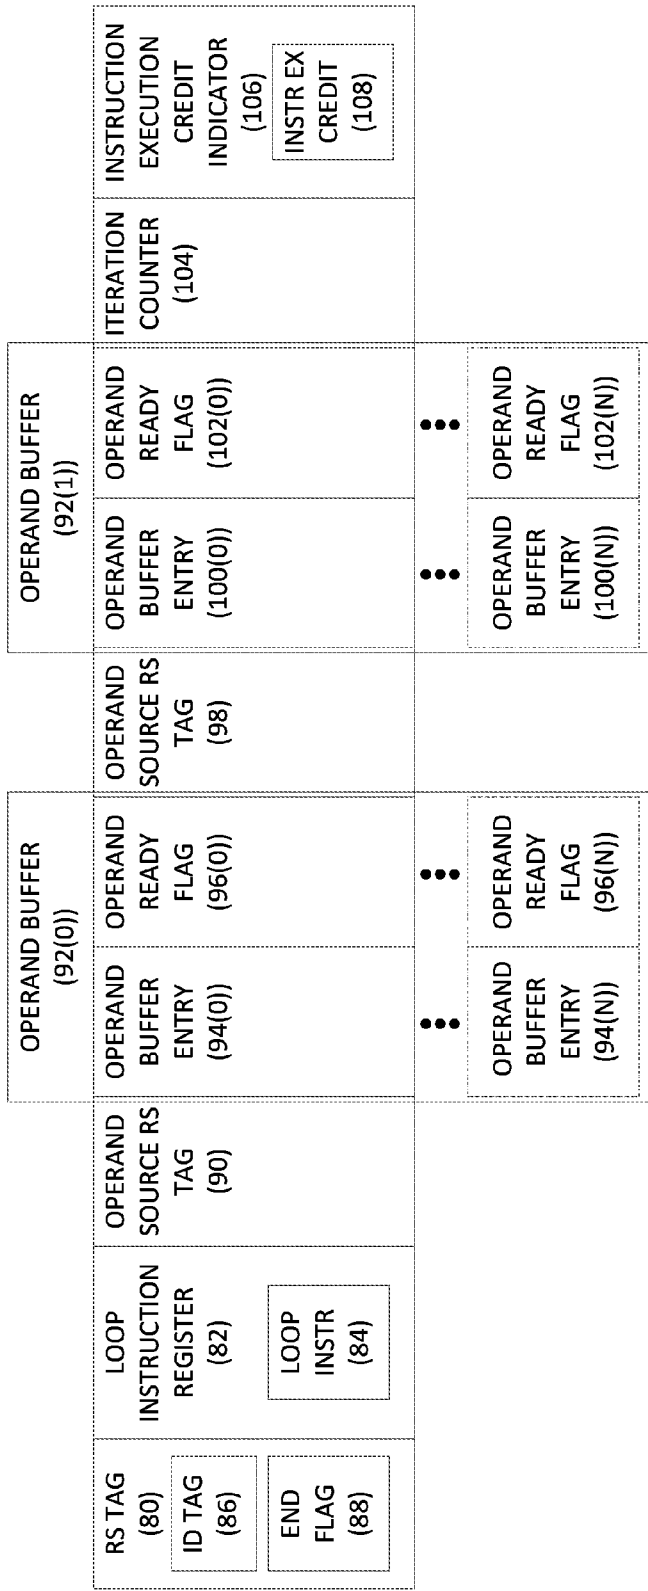 RS TAG
(80)
ID TAG
(86)
END
FLAG
(88)
LOOP
INSTRUCTION
REGISTER
(82)
LOOP
INSTR
(84)
OPERAND
SOURCE RS
TAG
(90)
OPERAND BUFFER
(92(0))
OPERAND
BUFFER
ENTRY
(94(0))
OPERAND
READY
FLAG
(96(0))
OPERAND
BUFFER
ENTRY
(94(N))
OPERAND
READY
FLAG
(96(N))
OPERAND
SOURCE RS
TAG
(98)
OPERAND BUFFER
(92(1))
OPERAND
BUFFER
ENTRY
(100(0))
OPERAND
READY
FLAG
(102(0))
OPERAND
BUFFER
ENTRY
(100(N))
OPERAND
READY
FLAG
(102(N))
ITERATION
COUNTER
(104)
INSTRUCTION
EXECUTION
CREDIT
INDICATOR
(106)
INSTR EX
CREDIT
(108)